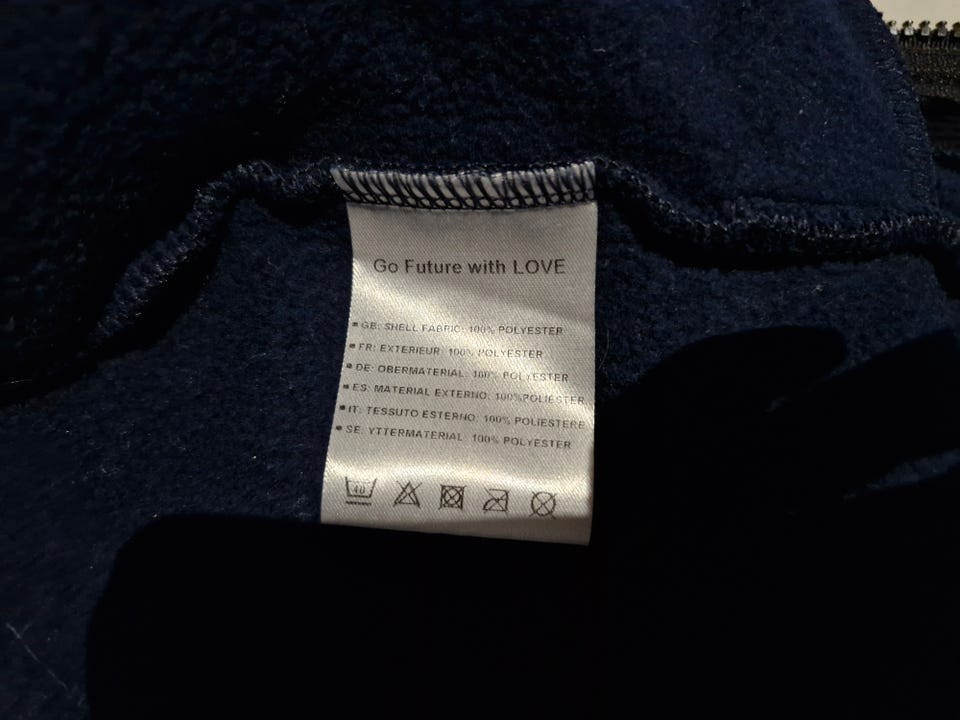 Go Future with LOVE
▪ GB: SHELL FABRIC: 100% POLYESTER
▪ FR: EXTERIEUR: 100% POLYESTER
▪ DE: OBERMATERIAL: 100% POLYESTER
▪ ES: MATERIAL EXTERNO: 100%POLIESTER
▪ IT: TESSUTO ESTERNO: 100% POLIESTERE
▪ SE: YTTERMATERIAL: 100% POLYESTER
40